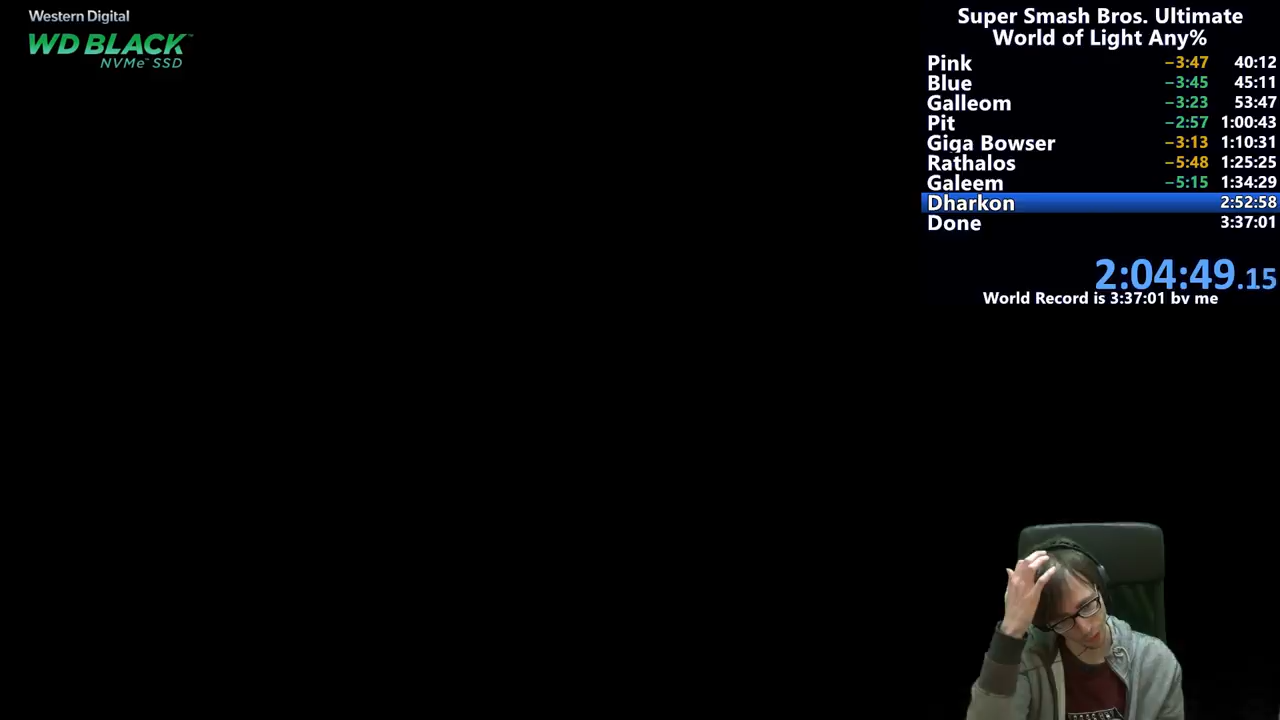 Western Digital
WD BLACK™
NVMe™ SSD
Super Smash Bros. Ultimate
World of Light Any%
Pink −3:47 40:12
Blue −3:45 45:11
Galleom −3:23 53:47
Pit −2:57 1:00:43
Giga Bowser −3:13 1:10:31
Rathalos −5:48 1:25:25
Galeem −5:15 1:34:29
Dharkon 2:52:58
Done 3:37:01
2:04:49.15
World Record is 3:37:01 by me